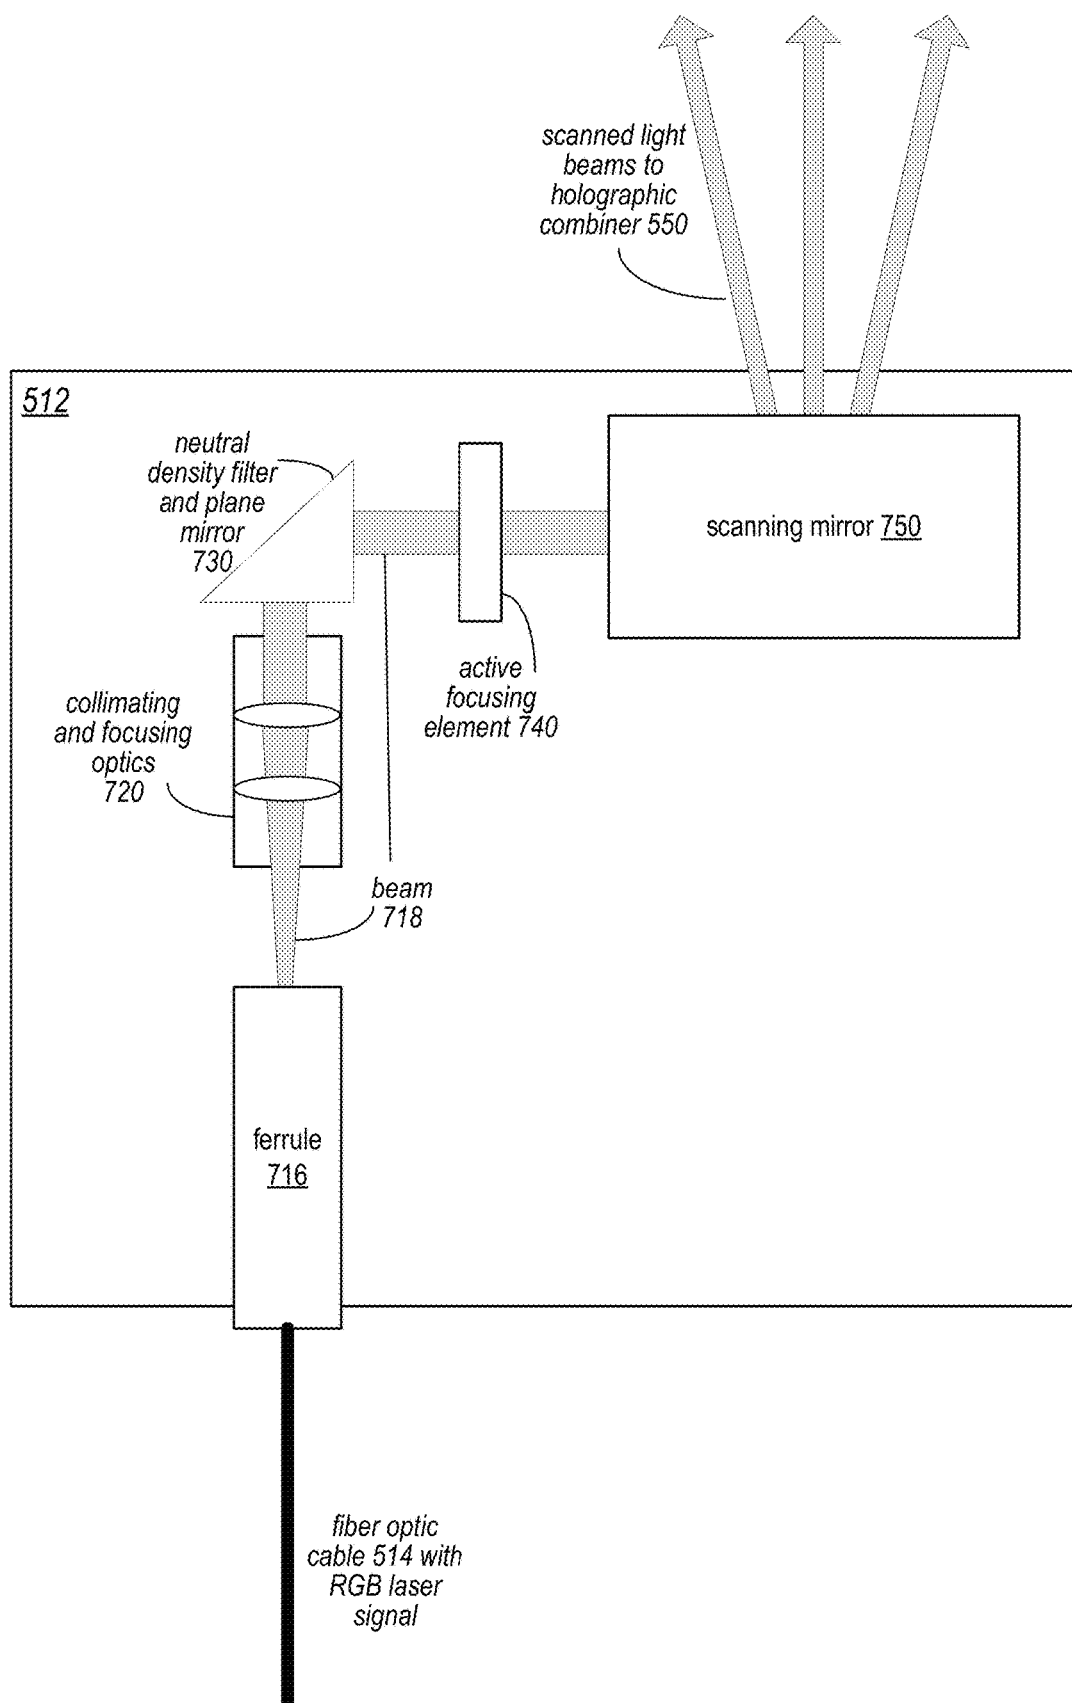 scanned light
beams to
holographic
combiner 550
512
neutral
density filter
and plane
mirror
730
scanning mirror 750
active
focusing
element 740
collimating
and focusing
optics
720
beam
718
ferrule
716
fiber optic
cable 514 with
RGB laser
signal